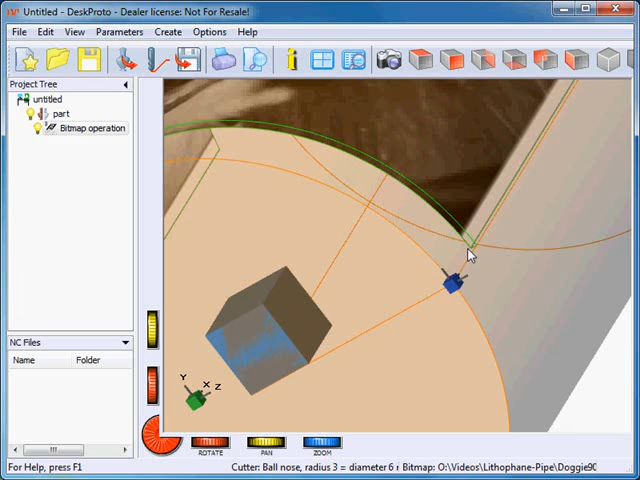 Untitled - DeskProto - Dealer license: Not For Resale!
File Edit View Parameters Create Options Help
Project Tree
untitled
part
Bitmap operation
NC Files
Name Folder
Y X Z
ROTATE PAN ZOOM
For Help, press F1 Cutter: Ball nose, radius 3 = diameter 6 r Bitmap: O:\Videos\Lithophane-Pipe\Doggie90